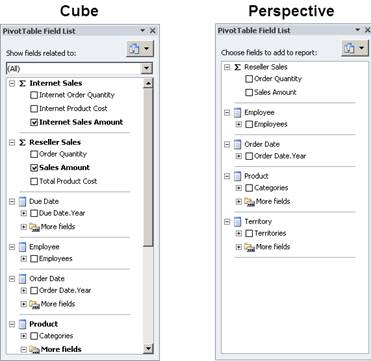 Cube
PivotTable Field List
Show fields related to:
(All)
Σ Internet Sales
Internet Order Quantity
Internet Product Cost
Internet Sales Amount
Σ Reseller Sales
Order Quantity
Sales Amount
Total Product Cost
Due Date
Due Date.Year
More fields
Employee
Employees
Order Date
Order Date.Year
More fields
Product
Categories
More fields
Perspective
PivotTable Field List
Choose fields to add to report:
Σ Reseller Sales
Order Quantity
Sales Amount
Employee
Employees
Order Date
Order Date.Year
Product
Categories
More fields
Territory
Territories
More fields